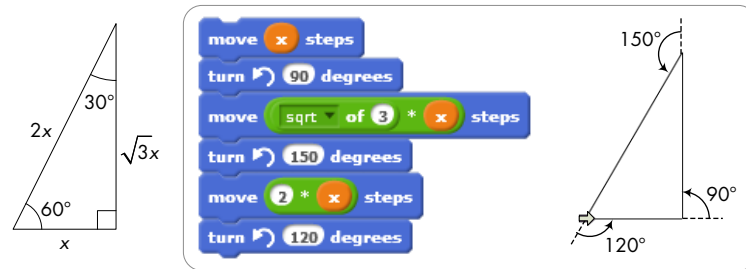 30°
2x
√3x
60°
x
move x steps
turn ↺ 90 degrees
move sqrt of 3 * x steps
turn ↺ 150 degrees
move 2 * x steps
turn ↺ 120 degrees
150°
90°
120°